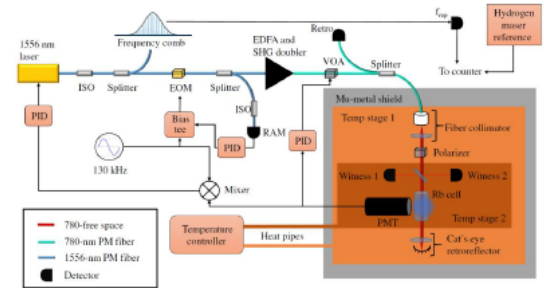 Hydrogen
maser
reference
f rep
Retro
EDFA and
SHG doubler
1556 nm
laser
Frequency comb
VOA
Splitter
To counter
ISO
Splitter
EOM
Splitter
Mu-metal shield
Temp stage 1
Fiber collimator
ISO
PID
Bias
tee
PID
RAM
PID
Polarizer
Witness 1
Witness 2
130 kHz
Mixer
Rb cell
PMT
Temp stage 2
Temperature
controller
Heat pipes
Cat's eye
retroreflector
780-free space
780-nm PM fiber
1556-nm PM fiber
Detector